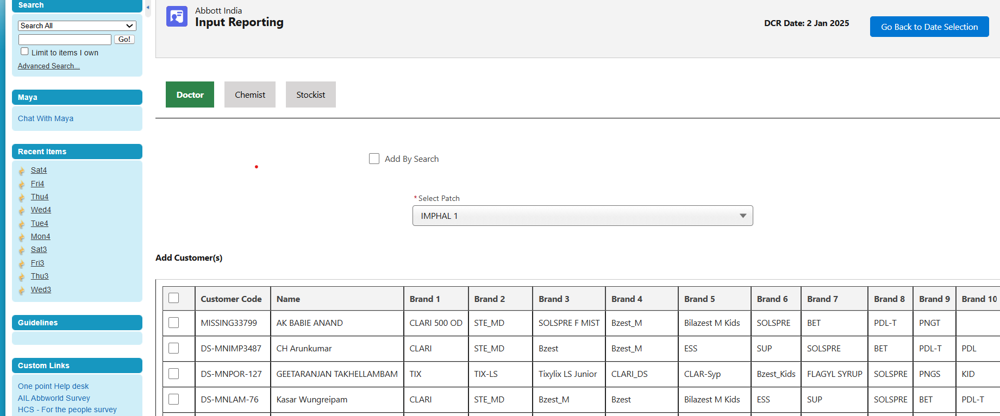 Search
Search All
Go!
Limit to items I own
Advanced Search...
Maya
Chat With Maya
Recent Items
Sat4
Fri4
Thu4
Wed4
Tue4
Mon4
Sat3
Fri3
Thu3
Wed3
Guidelines
Custom Links
One point Help desk
AIL Abbworld Survey
HCS - For the people survey
Abbott India
Input Reporting
DCR Date: 2 Jan 2025
Go Back to Date Selection
Doctor Chemist Stockist
Add By Search
* Select Patch
IMPHAL 1
Add Customer(s)
Customer Code Name Brand 1 Brand 2 Brand 3 Brand 4 Brand 5 Brand 6 Brand 7 Brand 8 Brand 9 Brand 10
MISSING33799 AK BABIE ANAND CLARI 500 OD STE_MD SOLSPRE F MIST Bzest_M Bilazest M Kids SOLSPRE BET PDL-T PNGT
DS-MNIMP3487 CH Arunkumar CLARI STE_MD Bzest Bzest_M ESS SUP SOLSPRE BET PDL-T PDL
DS-MNPOR-127 GEETARANJAN TAKHELLAMBAM TIX TIX-LS Tixylix LS Junior CLARI_DS CLAR-Syp Bzest_Kids FLAGYL SYRUP SOLSPRE PNGS KID
DS-MNLAM-76 Kasar Wungreipam CLARI STE_MD Bzest_M Bzest Bilazest M Kids ESS SUP SOLSPRE BET PDL-T